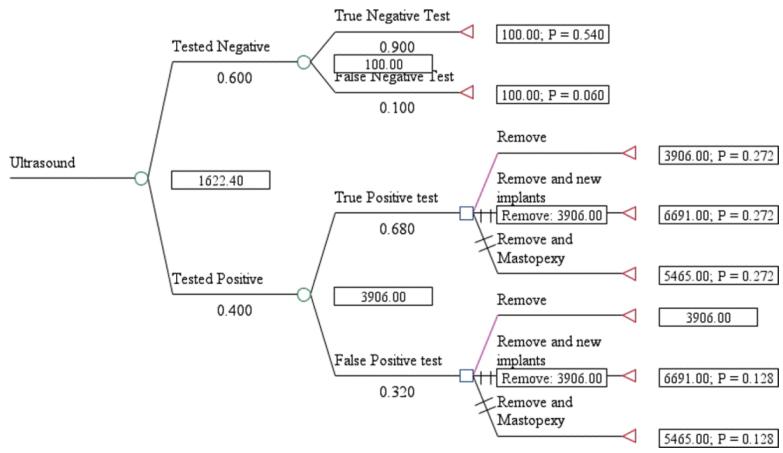 True Negative Test
0.900
100.00; P = 0.540
Tested Negative
0.600
100.00
False Negative Test
0.100
100.00; P = 0.060
Ultrasound
1622.40
Remove
3906.00; P = 0.272
Remove and new
implants
True Positive test
0.680
Remove: 3906.00
6691.00; P = 0.272
Remove and
Mastopexy
5465.00; P = 0.272
Tested Positive
0.400
3906.00
Remove
3906.00
Remove and new
implants
False Positive test
0.320
Remove: 3906.00
6691.00; P = 0.128
Remove and
Mastopexy
5465.00; P = 0.128